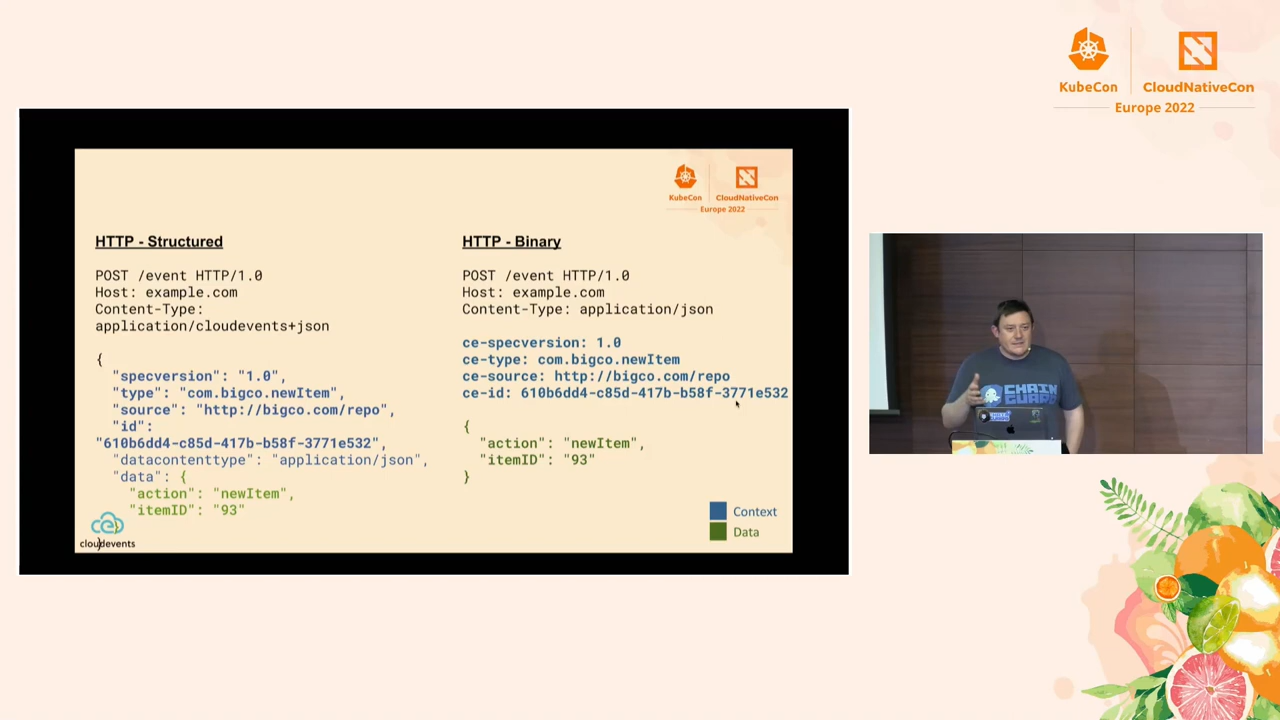 KubeCon
CloudNativeCon
Europe 2022
KubeCon
CloudNativeCon
Europe 2022
HTTP - Structured
POST /event HTTP/1.0
Host: example.com
Content-Type:
application/cloudevents+json
{
"specversion": "1.0",
"type": "com.bigco.newItem",
"source": "http://bigco.com/repo",
"id":
"610b6dd4-c85d-417b-b58f-3771e532",
"datacontenttype": "application/json",
"data": {
"action": "newItem",
"itemID": "93"
cloudevents
HTTP - Binary
POST /event HTTP/1.0
Host: example.com
Content-Type: application/json
ce-specversion: 1.0
ce-type: com.bigco.newItem
ce-source: http://bigco.com/repo
ce-id: 610b6dd4-c85d-417b-b58f-3771e532
{
"action": "newItem",
"itemID": "93"
}
Context
Data
CHAIN
GUARD